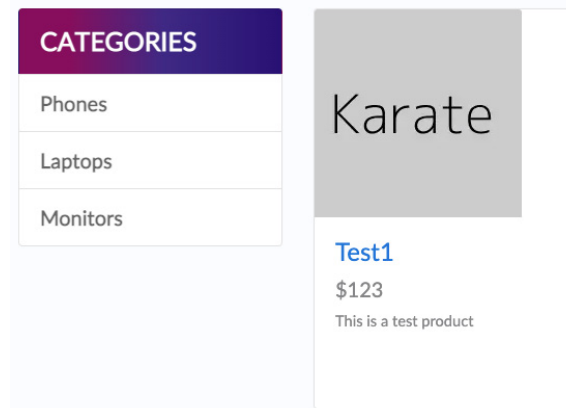 CATEGORIES
Phones
Laptops
Monitors
Karate
Test1
$123
This is a test product